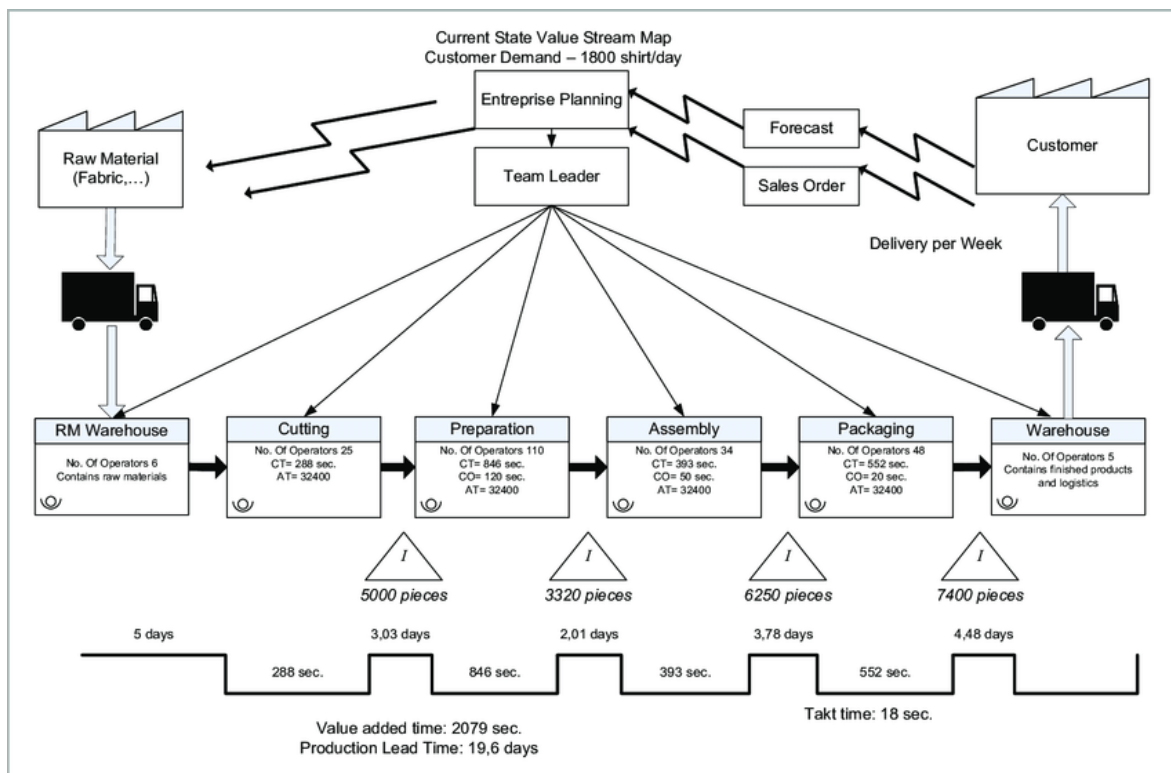 Current State Value Stream Map
Customer Demand – 1800 shirt/day
Entreprise Planning
Forecast
Customer
Raw Material
(Fabric,...)
Team Leader
Sales Order
Delivery per Week
RM Warehouse
No. Of Operators 6
Contains raw materials
Cutting
No. Of Operators 25
CT= 288 sec.
AT= 32400
Preparation
No. Of Operators 110
CT= 846 sec.
CO= 120 sec.
AT= 32400
Assembly
No. Of Operators 34
CT= 393 sec.
CO= 50 sec.
AT= 32400
Packaging
No. Of Operators 48
CT= 552 sec.
CO= 20 sec.
AT= 32400
Warehouse
No. Of Operators 5
Contains finished products
and logistics
I
5000 pieces
I
3320 pieces
I
6250 pieces
I
7400 pieces
5 days
288 sec.
3,03 days
846 sec.
2,01 days
393 sec.
3,78 days
552 sec.
4,48 days
Value added time: 2079 sec.
Production Lead Time: 19,6 days
Takt time: 18 sec.